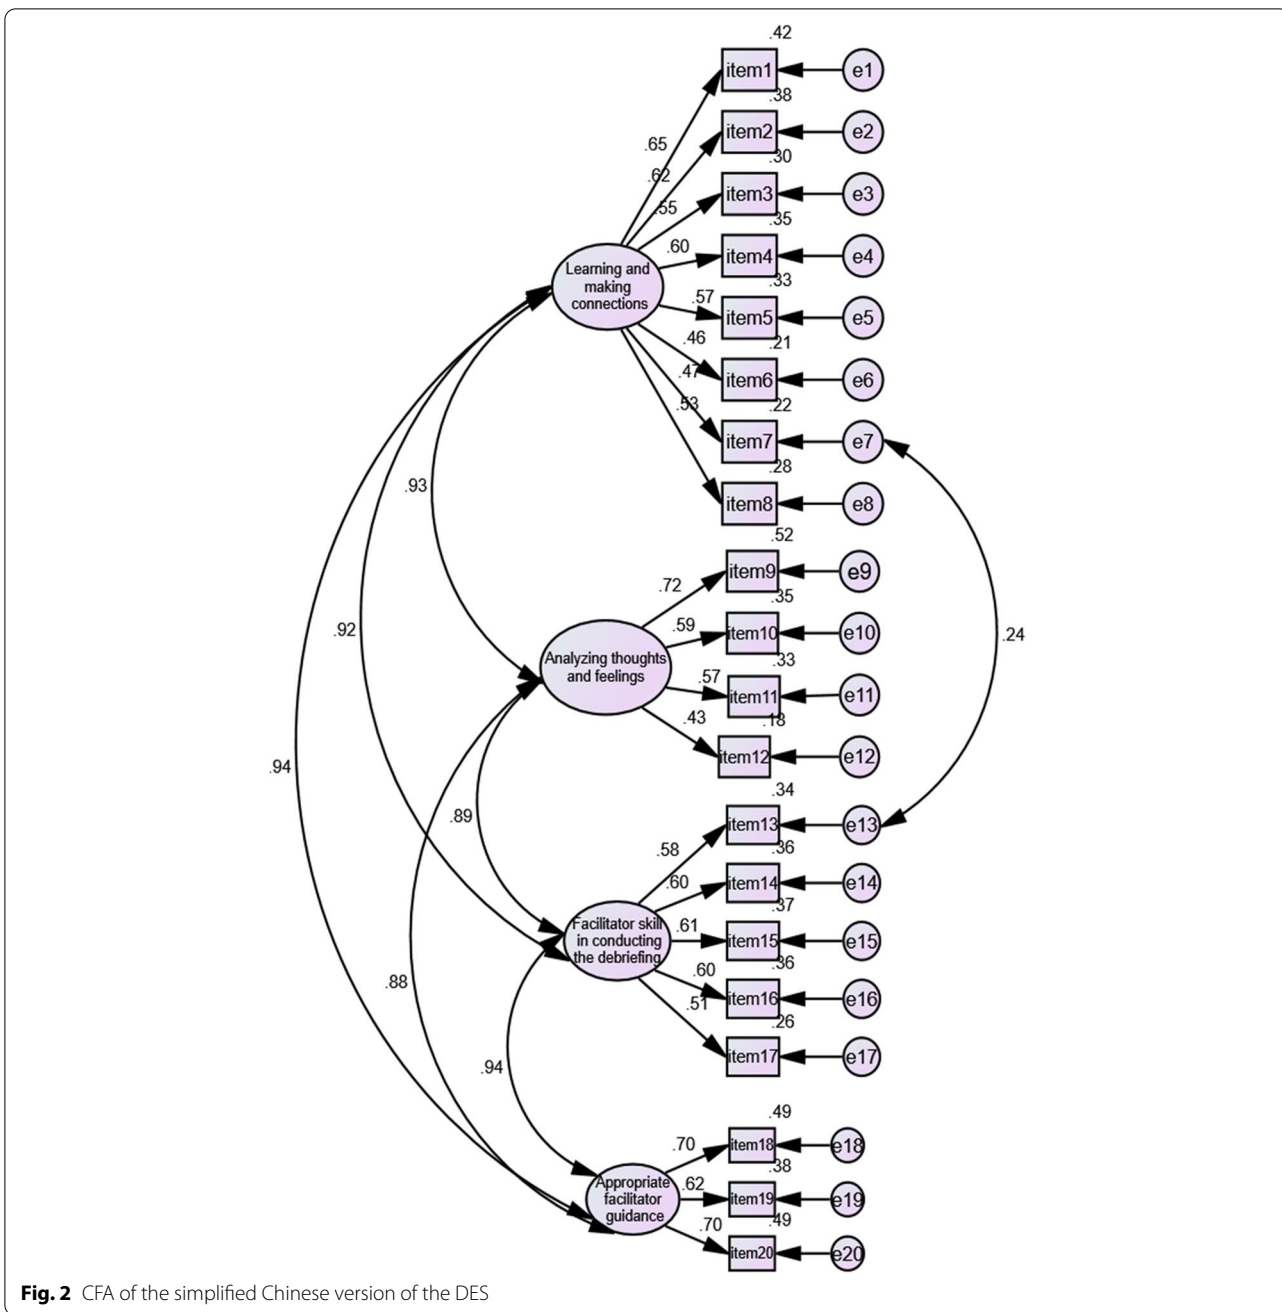 .42
item1
e1
.38
.65
item2
e2
.30
.62
item3
e3
.35
.55
.60
item4
e4
.33
Learning and
making
connections
.57
item5
e5
.21
.46
item6
e6
.22
.47
item7
e7
.28
.53
item8
e8
.52
.93
item9
e9
.35
.72
.59
item10
e10
.33
.24
.92
Analyzing thoughts
and feelings
.57
item11
e11
.18
.43
item12
e12
.94
.34
.89
item13
e13
.36
.58
.60
item14
e14
.37
Facilitator skill
in conducting
the debriefing
.61
item15
e15
.36
.60
item16
e16
.26
.88
.51
item17
e17
.94
.49
.70
item18
e18
.38
Appropriate
facilitator
guidance
.62
item19
e19
.49
.70
item20
e20
Fig. 2 CFA of the simplified Chinese version of the DES